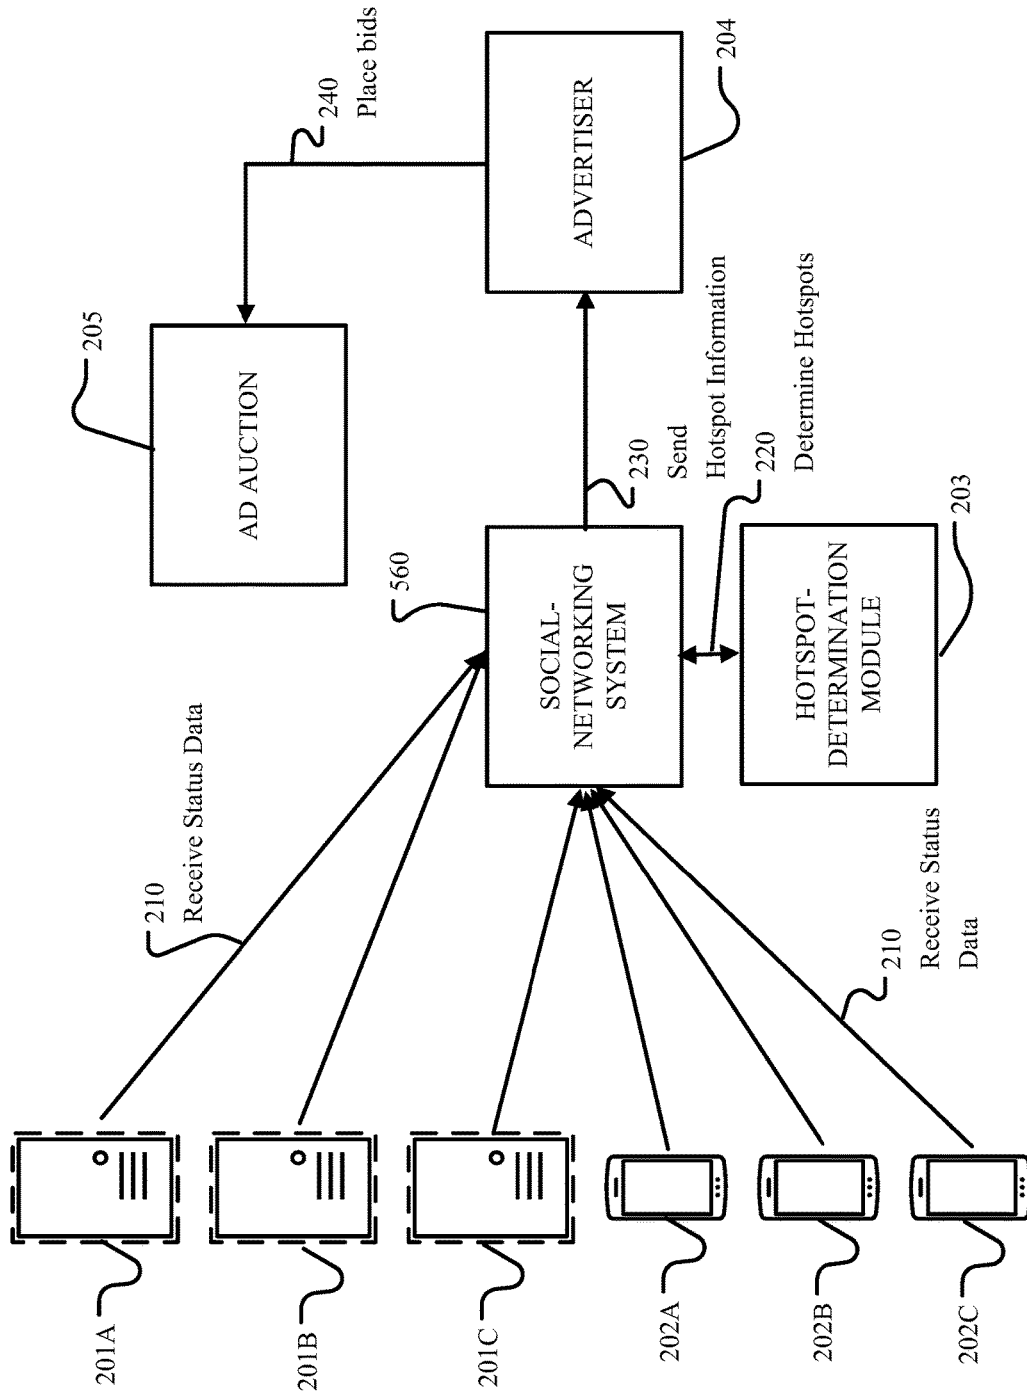 201A
201B
201C
202A
202B
202C
210
Receive Status Data
210
Receive Status
Data
560
SOCIAL-
NETWORKING
SYSTEM
220
Determine Hotspots
HOTSPOT-
DETERMINATION
MODULE
203
230
Send
Hotspot Information
ADVERTISER
204
240
Place bids
AD AUCTION
205